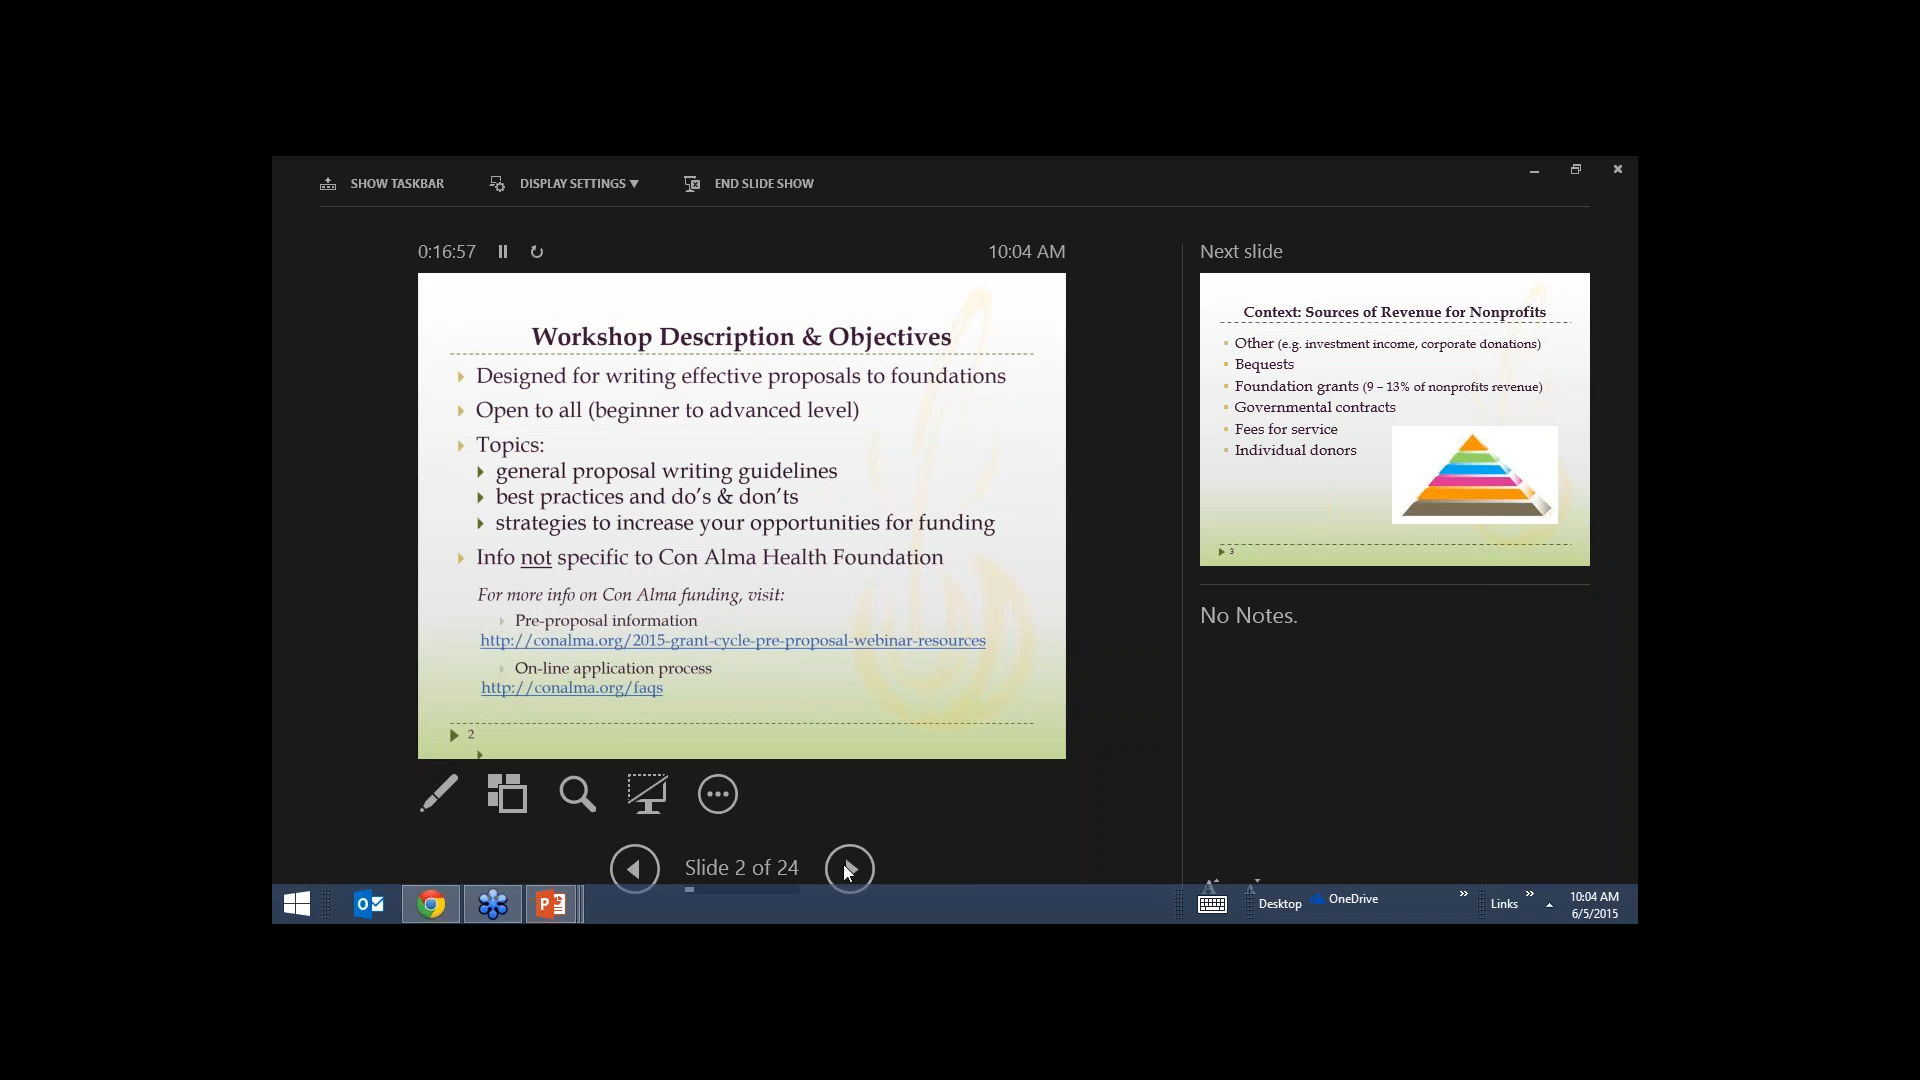 SHOW TASKBAR
DISPLAY SETTINGS
END SLIDE SHOW
0:16:57
10:04 AM
Workshop Description & Objectives
Designed for writing effective proposals to foundations
Open to all (beginner to advanced level)
Topics:
general proposal writing guidelines
best practices and do’s & don’ts
strategies to increase your opportunities for funding
Info not specific to Con Alma Health Foundation
For more info on Con Alma funding, visit:
Pre-proposal information
http://conalma.org/2015-grant-cycle-pre-proposal-webinar-resources
On-line application process
http://conalma.org/faqs
2
Next slide
Context: Sources of Revenue for Nonprofits
Other (e.g. investment income, corporate donations)
Bequests
Foundation grants (9 – 13% of nonprofits revenue)
Governmental contracts
Fees for service
Individual donors
3
No Notes.
Slide 2 of 24
A A
Desktop
OneDrive
Links
10:04 AM
6/5/2015